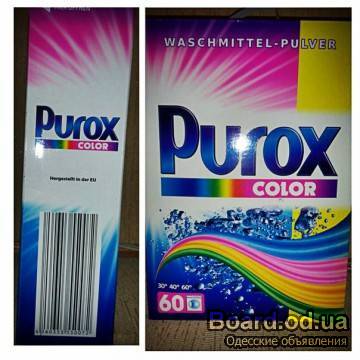 Purox
COLOR
Hergestellt in der EU
WASCHMITTEL-PULVER
Purox
COLOR
30° 40° 60°
60
Board.od.ua
Одесские объявления